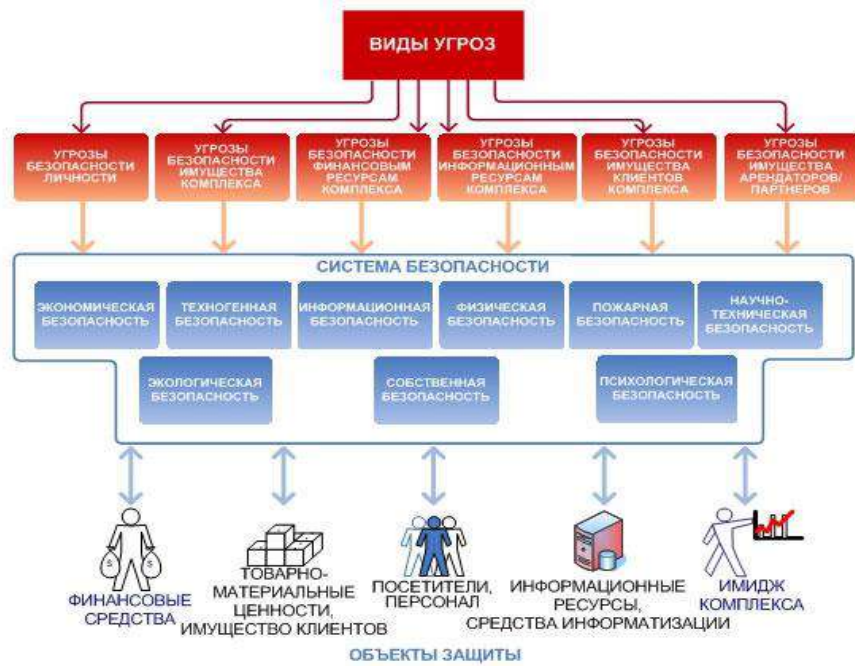 ВИДЫ УГРОЗ
УГРОЗЫ
БЕЗОПАСНОСТИ
ЛИЧНОСТИ
УГРОЗЫ
БЕЗОПАСНОСТИ
ИМУЩЕСТВА
КОМПЛЕКСА
УГРОЗЫ
БЕЗОПАСНОСТИ
ФИНАНСОВЫМ
РЕСУРСАМ
КОМПЛЕКСА
УГРОЗЫ
БЕЗОПАСНОСТИ
ИНФОРМАЦИОННЫМ
РЕСУРСАМ
КОМПЛЕКСА
УГРОЗЫ
БЕЗОПАСНОСТИ
ИМУЩЕСТВА
КЛИЕНТОВ
КОМПЛЕКСА
УГРОЗЫ
БЕЗОПАСНОСТИ
ИМУЩЕСТВА
АРЕНДАТОРОВ/
ПАРТНЕРОВ
СИСТЕМА БЕЗОПАСНОСТИ
ЭКОНОМИЧЕСКАЯ
БЕЗОПАСНОСТЬ
ТЕХНОГЕННАЯ
БЕЗОПАСНОСТЬ
ИНФОРМАЦИОННАЯ
БЕЗОПАСНОСТЬ
ФИЗИЧЕСКАЯ
БЕЗОПАСНОСТЬ
ПОЖАРНАЯ
БЕЗОПАСНОСТЬ
НАУЧНО-
ТЕХНИЧЕСКАЯ
БЕЗОПАСНОСТЬ
ЭКОЛОГИЧЕСКАЯ
БЕЗОПАСНОСТЬ
СОБСТВЕННАЯ
БЕЗОПАСНОСТЬ
ПСИХОЛОГИЧЕСКАЯ
БЕЗОПАСНОСТЬ
$ $
ФИНАНСОВЫЕ
СРЕДСТВА
ТОВАРНО-
МАТЕРИАЛЬНЫЕ
ЦЕННОСТИ,
ИМУЩЕСТВО КЛИЕНТОВ
ПОСЕТИТЕЛИ,
ПЕРСОНАЛ
ИНФОРМАЦИОННЫЕ
РЕСУРСЫ,
СРЕДСТВА ИНФОРМАТИЗАЦИИ
ИМИДЖ
КОМПЛЕКСА
ОБЪЕКТЫ ЗАЩИТЫ